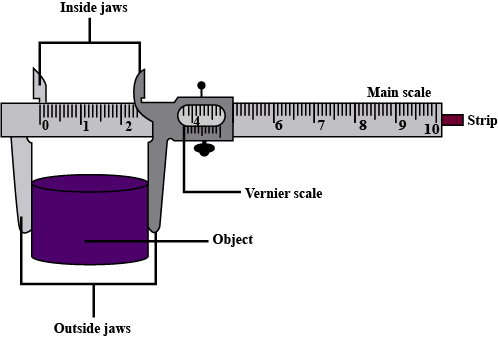 Inside jaws
Main scale
0 1 2 4 6 7 8 9 10
Strip
Vernier scale
Object
Outside jaws